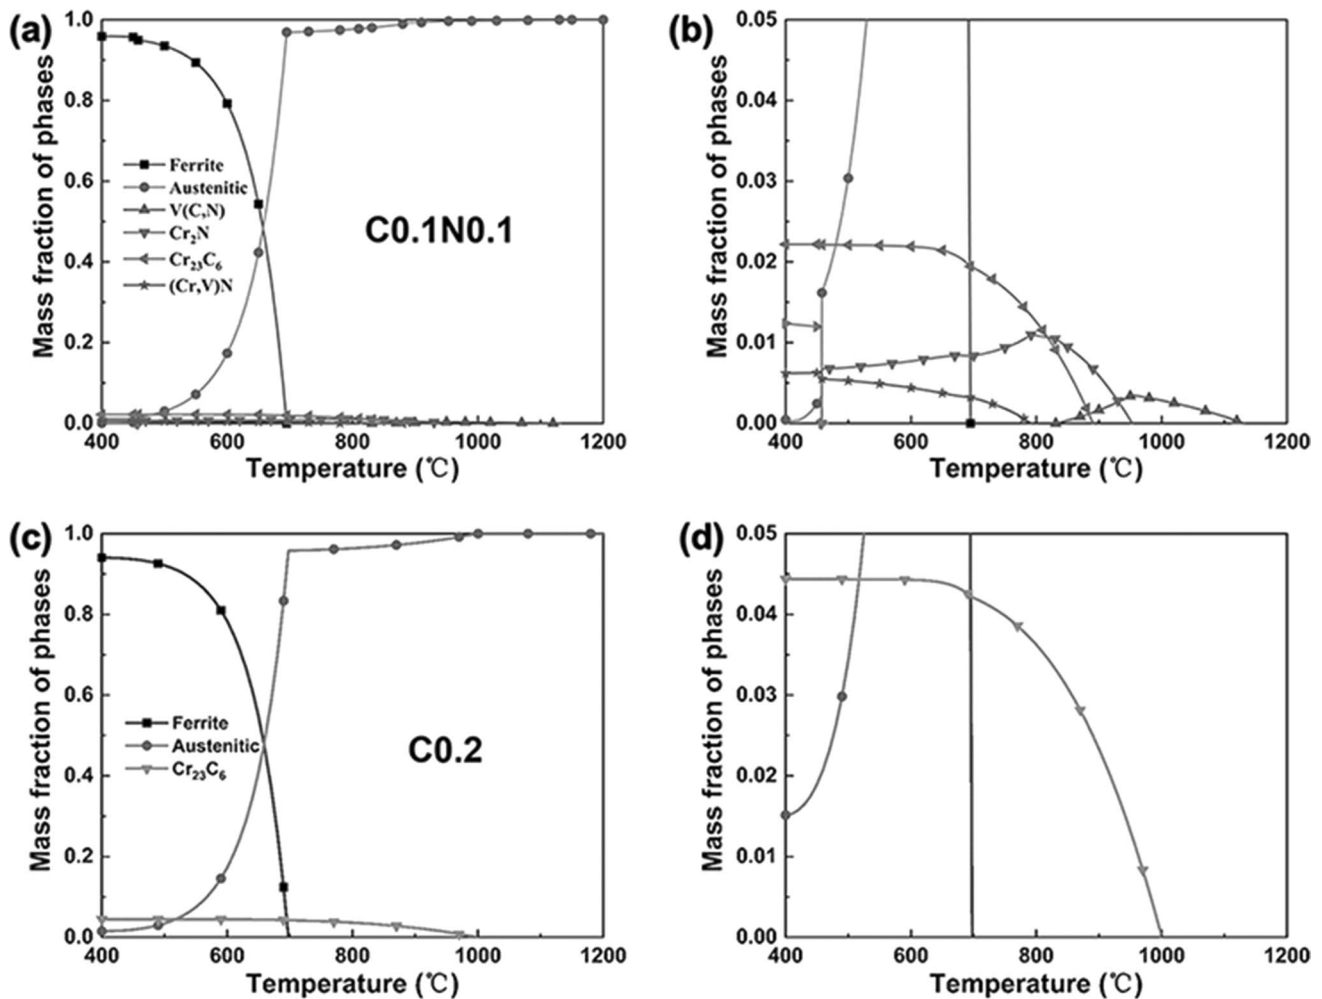 (a)
Mass fraction of phases
1.0
0.8
0.6
0.4
0.2
0.0
Ferrite
Austenitic
V(C,N)
Cr₂N
Cr₂₃C₆
(Cr,V)N
C0.1N0.1
400 600 800 1000 1200
Temperature (℃)
(b)
Mass fraction of phases
0.05
0.04
0.03
0.02
0.01
0.00
400 600 800 1000 1200
Temperature (℃)
(c)
Mass fraction of phases
1.0
0.8
0.6
0.4
0.2
0.0
Ferrite
Austenitic
Cr₂₃C₆
C0.2
400 600 800 1000 1200
Temperature (℃)
(d)
Mass fraction of phases
0.05
0.04
0.03
0.02
0.01
0.00
400 600 800 1000 1200
Temperature (℃)